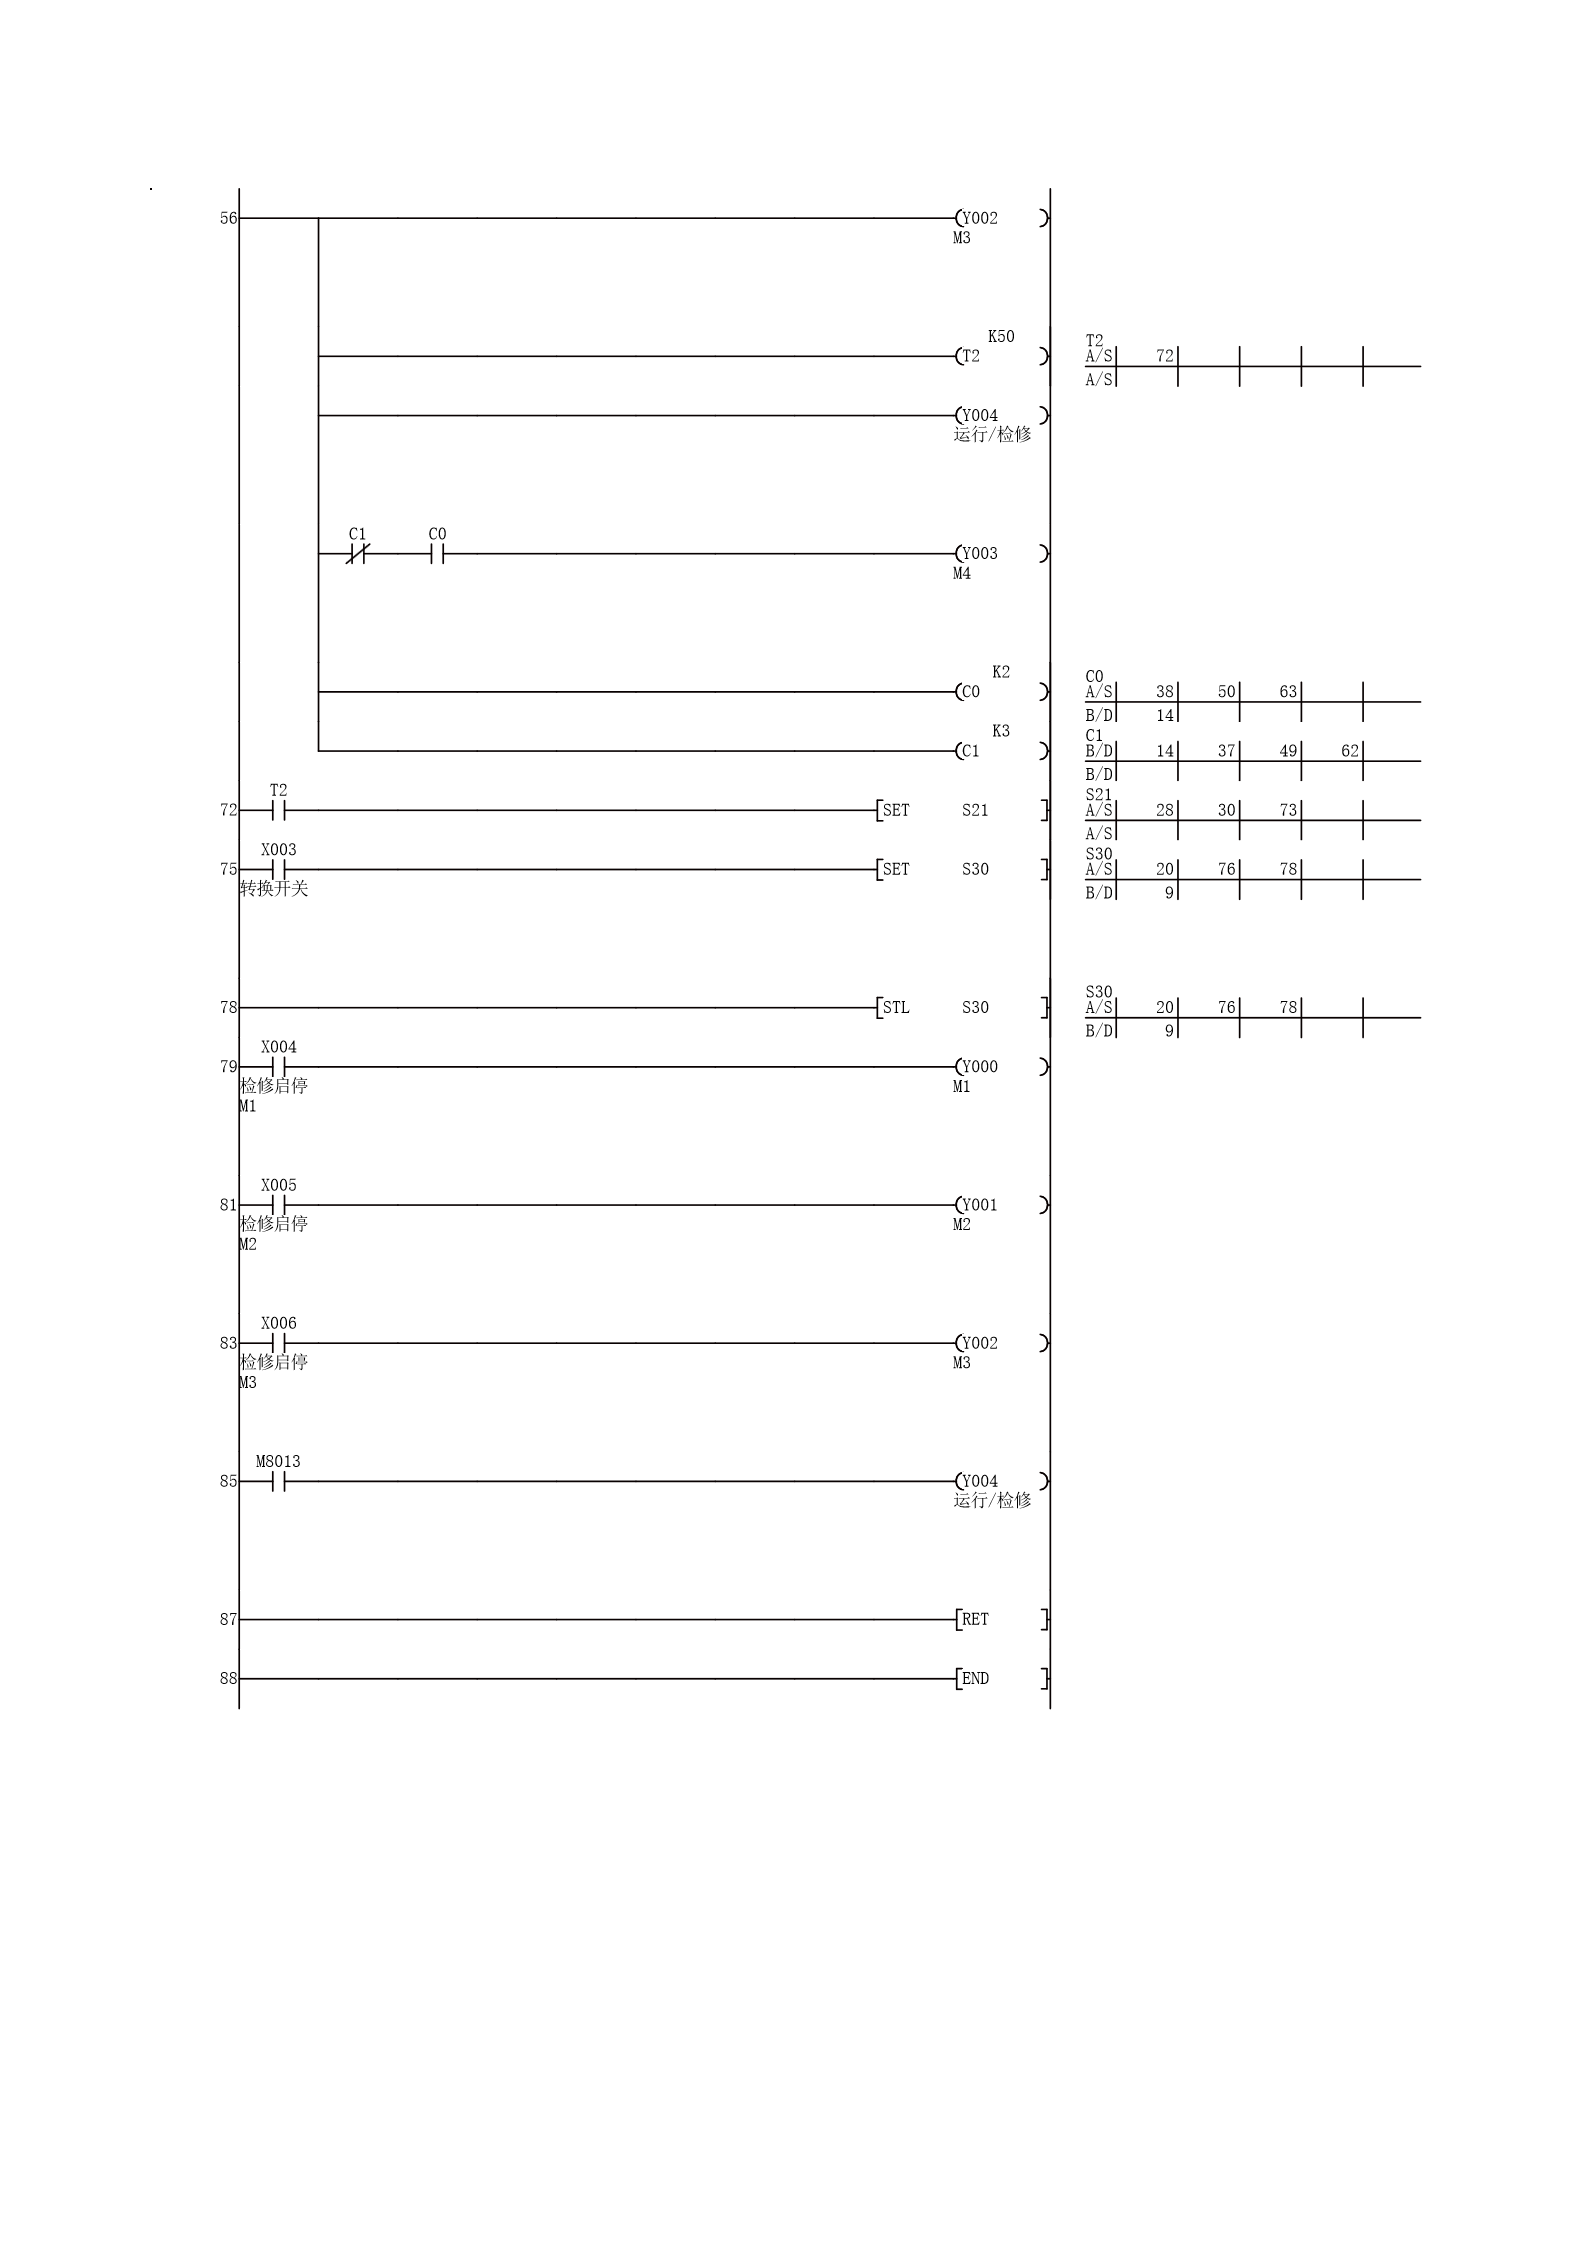 56 Y002
M3
K50
T2
T2
A/S 72
A/S
Y004
运行/检修
C1 C0
Y003
M4
K2
C0
C0
A/S 38 50 63
B/D 14
K3
C1
C1
B/D 14 37 49 62
B/D
T2
72 SET S21
S21
A/S 28 30 73
A/S
X003
75 SET S30
转换开关
S30
A/S 20 76 78
B/D 9
78 STL S30
S30
A/S 20 76 78
B/D 9
X004
79 Y000
检修启停 M1
M1
X005
81 Y001
检修启停 M2
M2
X006
83 Y002
检修启停 M3
M3
M8013
85 Y004
运行/检修
87 RET
88 END